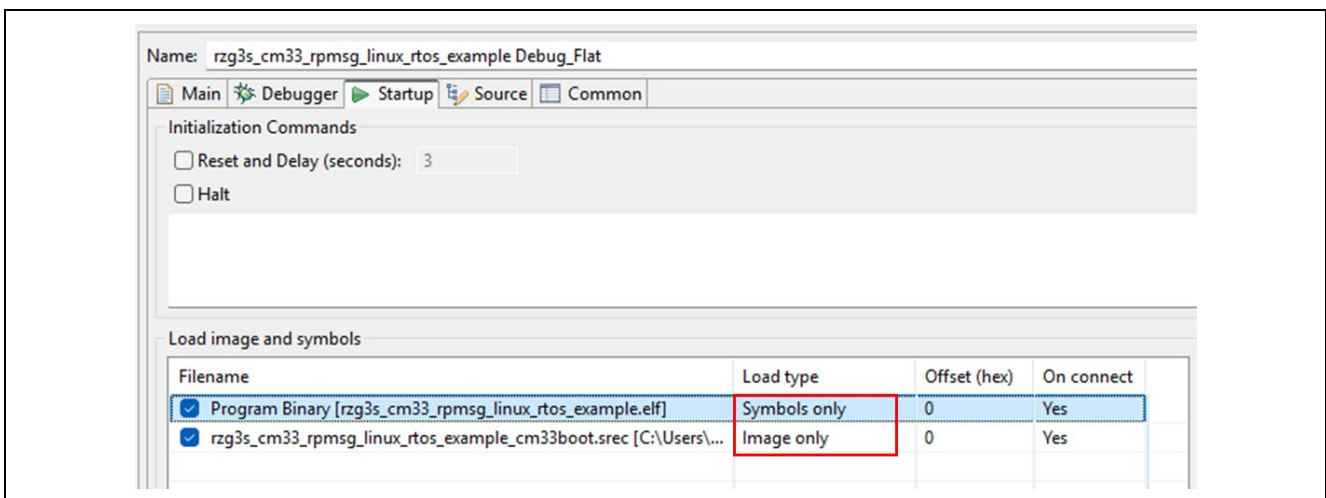 Name: rzg3s_cm33_rpmsg_linux_rtos_example Debug_Flat
Main Debugger Startup Source Common
Initialization Commands
Reset and Delay (seconds): 3
Halt
Load image and symbols
Filename Load type Offset (hex) On connect
Program Binary [rzg3s_cm33_rpmsg_linux_rtos_example.elf] Symbols only 0 Yes
rzg3s_cm33_rpmsg_linux_rtos_example_cm33boot.srec [C:\Users\... Image only 0 Yes